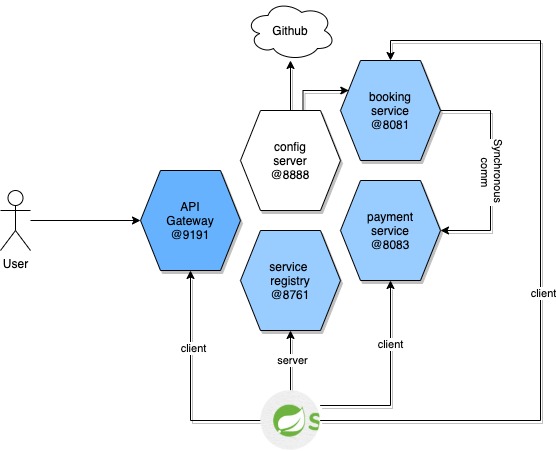 Github
booking
service
@8081
config
server
@8888
Synchronous
comm
API
Gateway
@9191
payment
service
@8083
User
service
registry
@8761
client
client
server
client
S